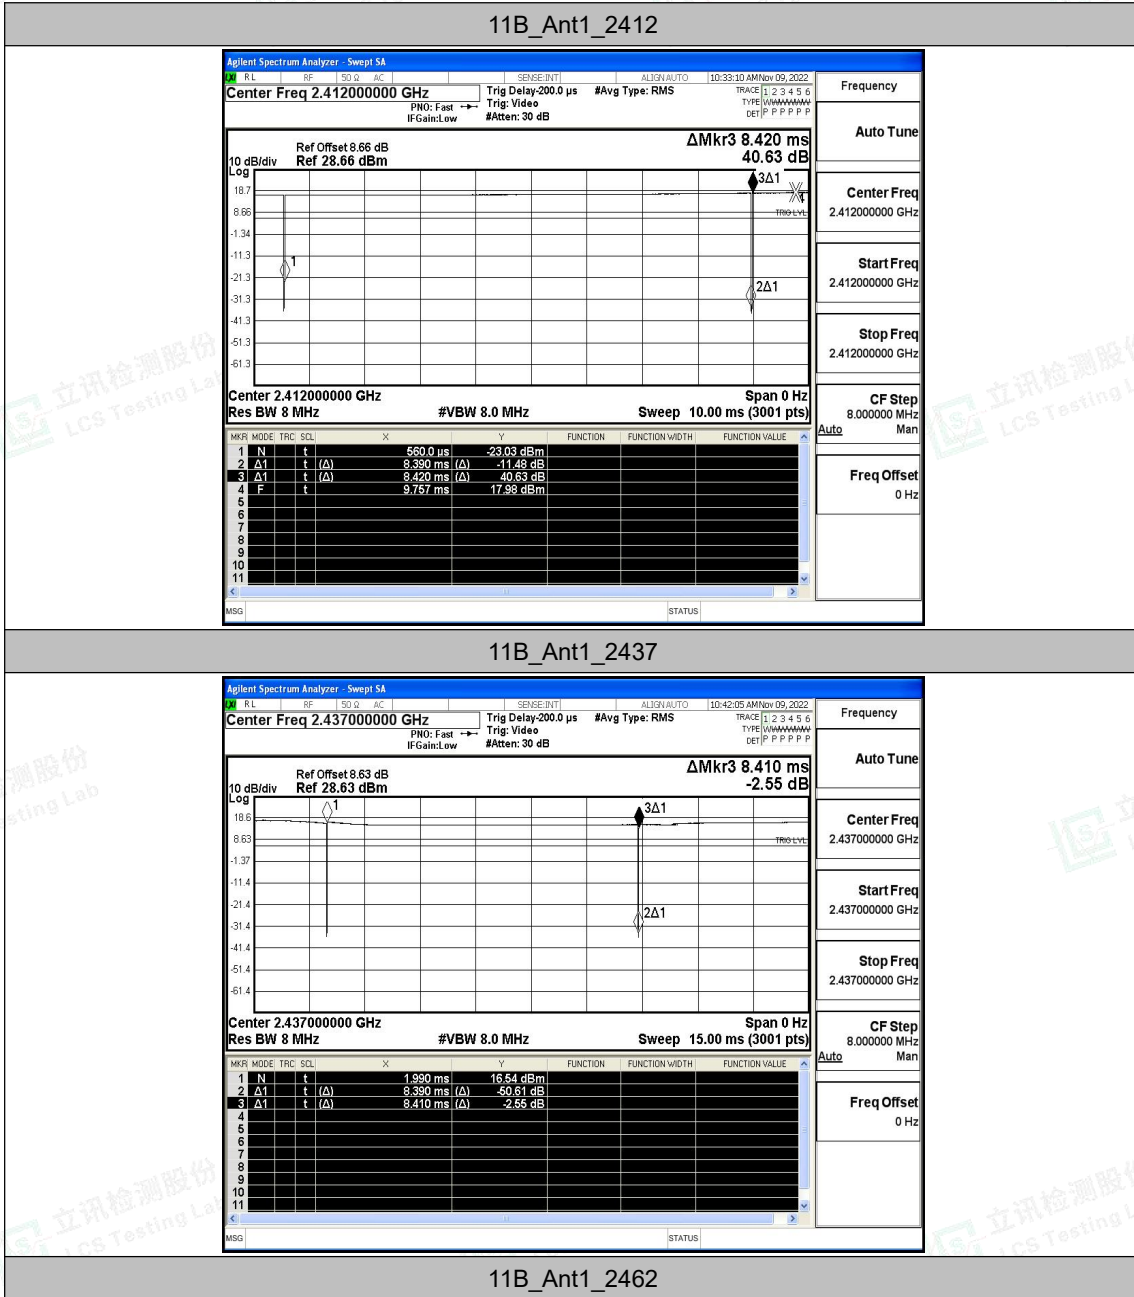 11B_Ant1_2412
Agilent Spectrum Analyzer - Swept SA
LXI RL RF 50 Ω AC SENSE:INT ALIGNAUTO 10:33:10 AM Nov 09, 2022
Center Freq 2.412000000 GHz
PNO: Fast
IFGain:Low
Trig Delay-200.0 µs
Trig: Video
#Atten: 30 dB
#Avg Type: RMS
TRACE 1 2 3 4 5 6
TYPE WWWWWW
DET P P P P P P
Ref Offset 8.66 dB
10 dB/div Ref 28.66 dBm
Log
ΔMkr3 8.420 ms
40.63 dB
18.7
8.66
-1.34
-11.3
-21.3
-31.3
-41.3
-51.3
-61.3
1
2Δ1
3Δ1
4
TRIG LVL
Center 2.412000000 GHz Span 0 Hz
Res BW 8 MHz #VBW 8.0 MHz Sweep 10.00 ms (3001 pts)
MKR MODE TRC SCL X Y FUNCTION FUNCTION WIDTH FUNCTION VALUE
1 N t 560.0 µs -23.03 dBm
2 Δ1 t (Δ) 8.390 ms (Δ) -11.48 dB
3 Δ1 t (Δ) 8.420 ms (Δ) 40.63 dB
4 F t 9.757 ms 17.98 dBm
5
6
7
8
9
10
11
MSG STATUS
Frequency
Auto Tune
Center Freq
2.412000000 GHz
Start Freq
2.412000000 GHz
Stop Freq
2.412000000 GHz
CF Step
8.000000 MHz
Auto Man
Freq Offset
0 Hz
11B_Ant1_2437
Agilent Spectrum Analyzer - Swept SA
LXI RL RF 50 Ω AC SENSE:INT ALIGNAUTO 10:42:05 AM Nov 09, 2022
Center Freq 2.437000000 GHz
PNO: Fast
IFGain:Low
Trig Delay-200.0 µs
Trig: Video
#Atten: 30 dB
#Avg Type: RMS
TRACE 1 2 3 4 5 6
TYPE WWWWWW
DET P P P P P P
Ref Offset 8.63 dB
10 dB/div Ref 28.63 dBm
Log
ΔMkr3 8.410 ms
-2.55 dB
18.6
8.63
-1.37
-11.4
-21.4
-31.4
-41.4
-51.4
-61.4
1
2Δ1
3Δ1
TRIG LVL
Center 2.437000000 GHz Span 0 Hz
Res BW 8 MHz #VBW 8.0 MHz Sweep 15.00 ms (3001 pts)
MKR MODE TRC SCL X Y FUNCTION FUNCTION WIDTH FUNCTION VALUE
1 N t 1.990 ms 16.54 dBm
2 Δ1 t (Δ) 8.390 ms (Δ) -50.61 dB
3 Δ1 t (Δ) 8.410 ms (Δ) -2.55 dB
4
5
6
7
8
9
10
11
MSG STATUS
Frequency
Auto Tune
Center Freq
2.437000000 GHz
Start Freq
2.437000000 GHz
Stop Freq
2.437000000 GHz
CF Step
8.000000 MHz
Auto Man
Freq Offset
0 Hz
11B_Ant1_2462
立讯检测股份
LCS Testing Lab